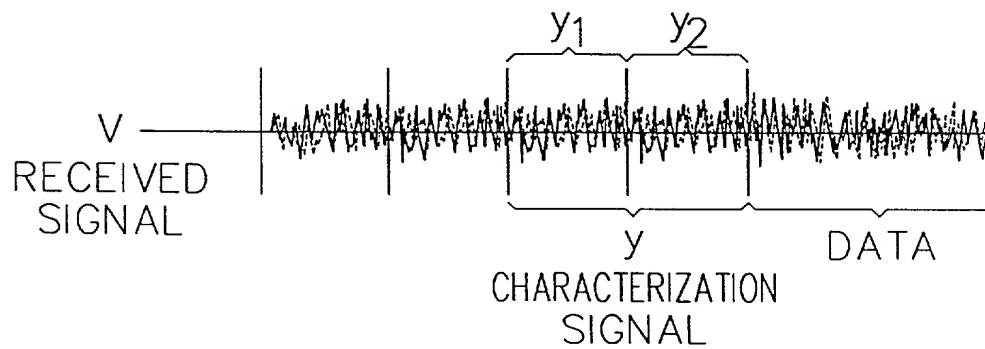 y1
y2
V
RECEIVED
SIGNAL
y
DATA
CHARACTERIZATION
SIGNAL